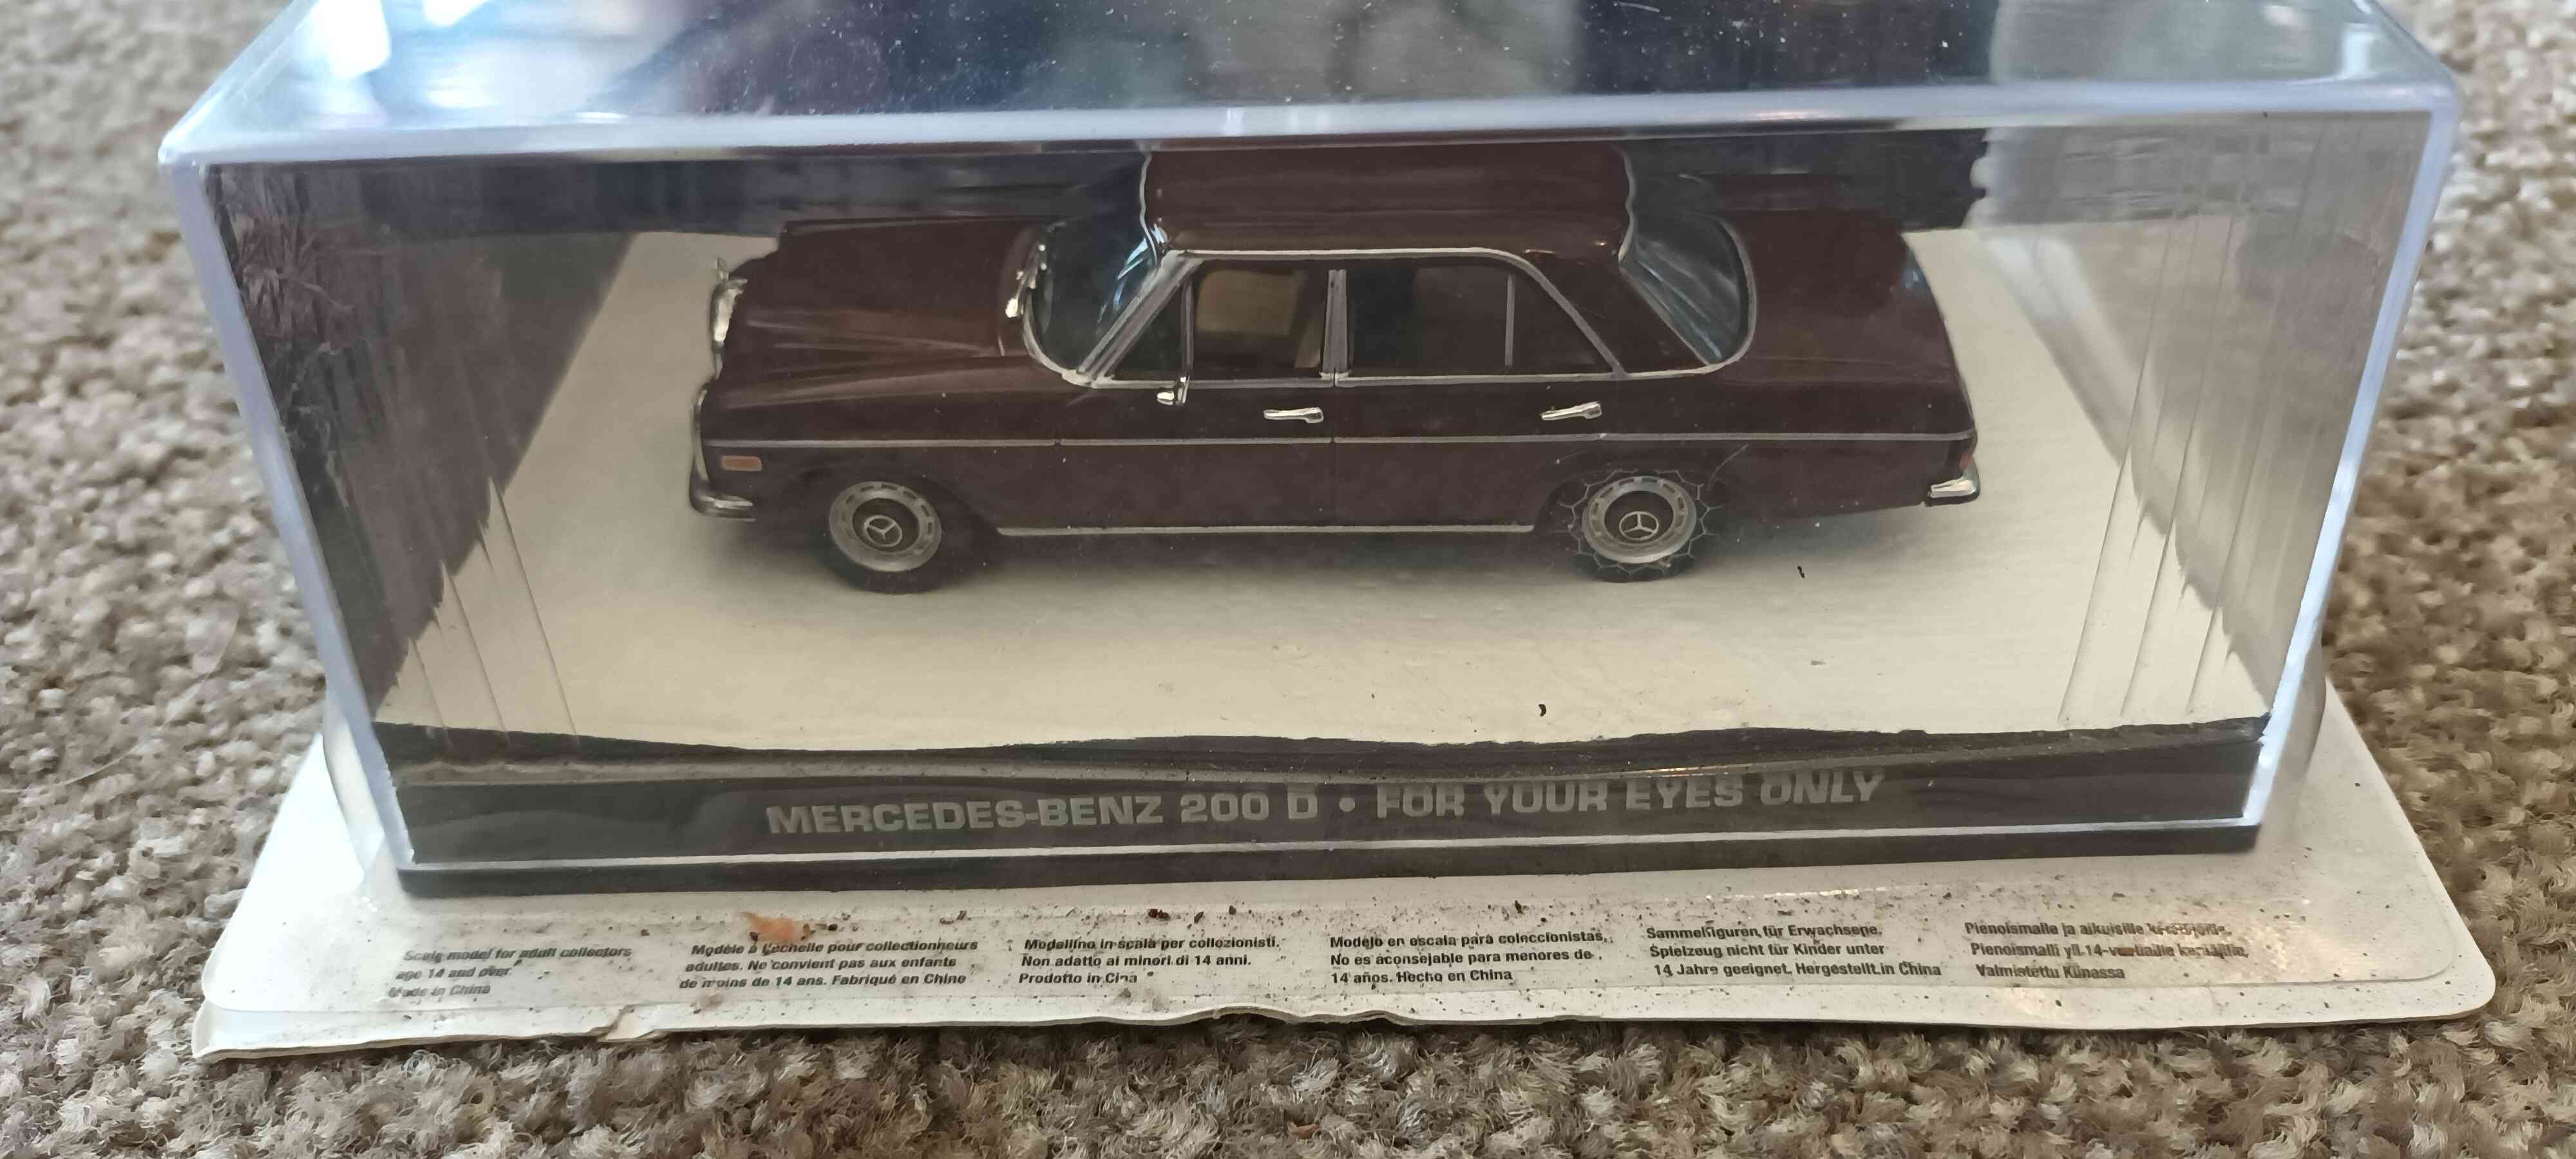 MERCEDES-BENZ 200 D • FOR YOUR EYES ONLY
Scale model for adult collectors
age 14 and over.
Made in China
Modèle à l'échelle pour collectionneurs
adultes. Ne convient pas aux enfants
de moins de 14 ans. Fabriqué en Chine
Modellino in scala per collezionisti.
Non adatto ai minori di 14 anni.
Prodotto in Cina
Modelo en escala para coleccionistas.
No es aconsejable para menores de
14 años. Hecho en China
Sammelfiguren für Erwachsene.
Spielzeug nicht für Kinder unter
14 Jahre geeignet. Hergestellt in China
Pienoismalle ja aikuisille
Pienoismalli yli 14-vuotiaille
Valmistettu Kiinassa